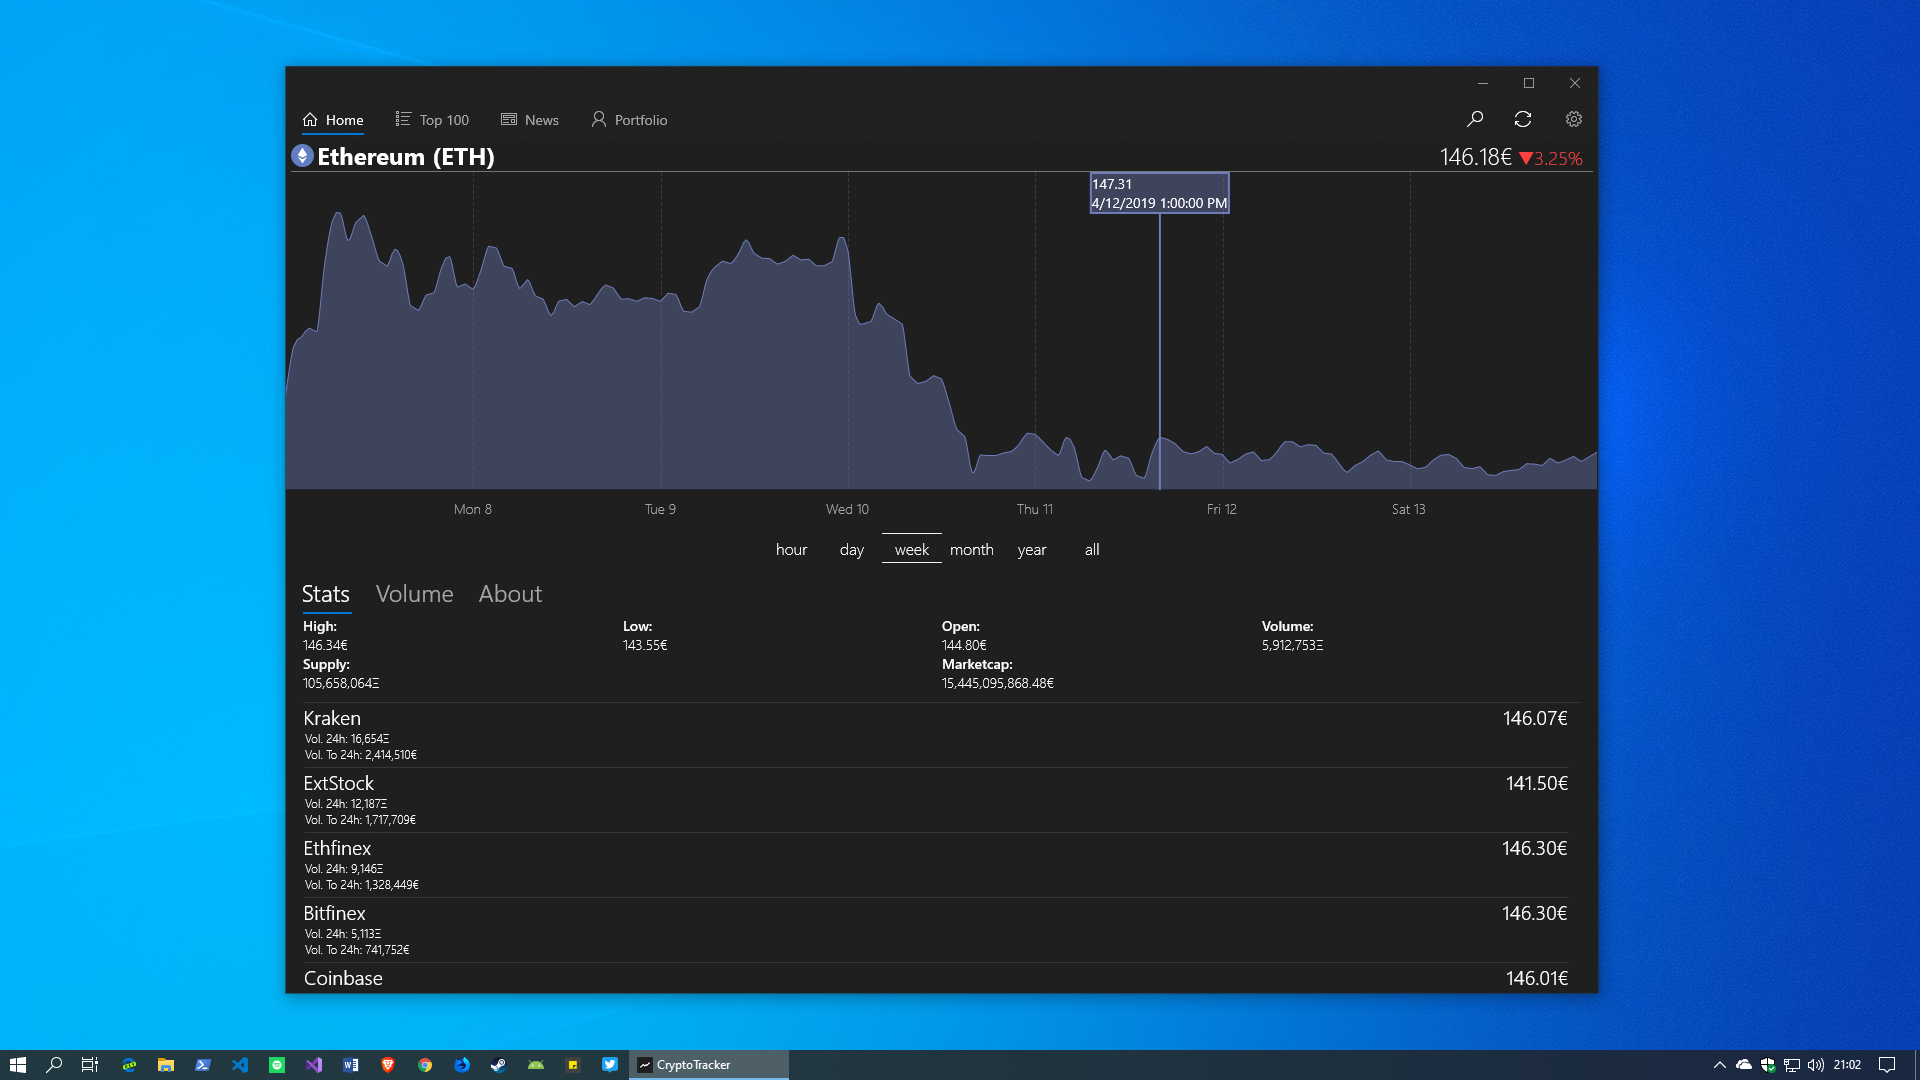 Home Top 100 News Portfolio
Ethereum (ETH) 146.18€ ▼3.25%
147.31
4/12/2019 1:00:00 PM
Mon 8 Tue 9 Wed 10 Thu 11 Fri 12 Sat 13
hour day week month year all
Stats Volume About
High: Low: Open: Volume:
146.34€ 143.55€ 144.80€ 5,912,753Ξ
Supply: Marketcap:
105,658,064Ξ 15,445,095,868.48€
Kraken 146.07€
Vol. 24h: 16,654Ξ
Vol. To 24h: 2,414,510€
ExtStock 141.50€
Vol. 24h: 12,187Ξ
Vol. To 24h: 1,717,709€
Ethfinex 146.30€
Vol. 24h: 9,146Ξ
Vol. To 24h: 1,328,449€
Bitfinex 146.30€
Vol. 24h: 5,113Ξ
Vol. To 24h: 741,752€
Coinbase 146.01€
CryptoTracker 21:02